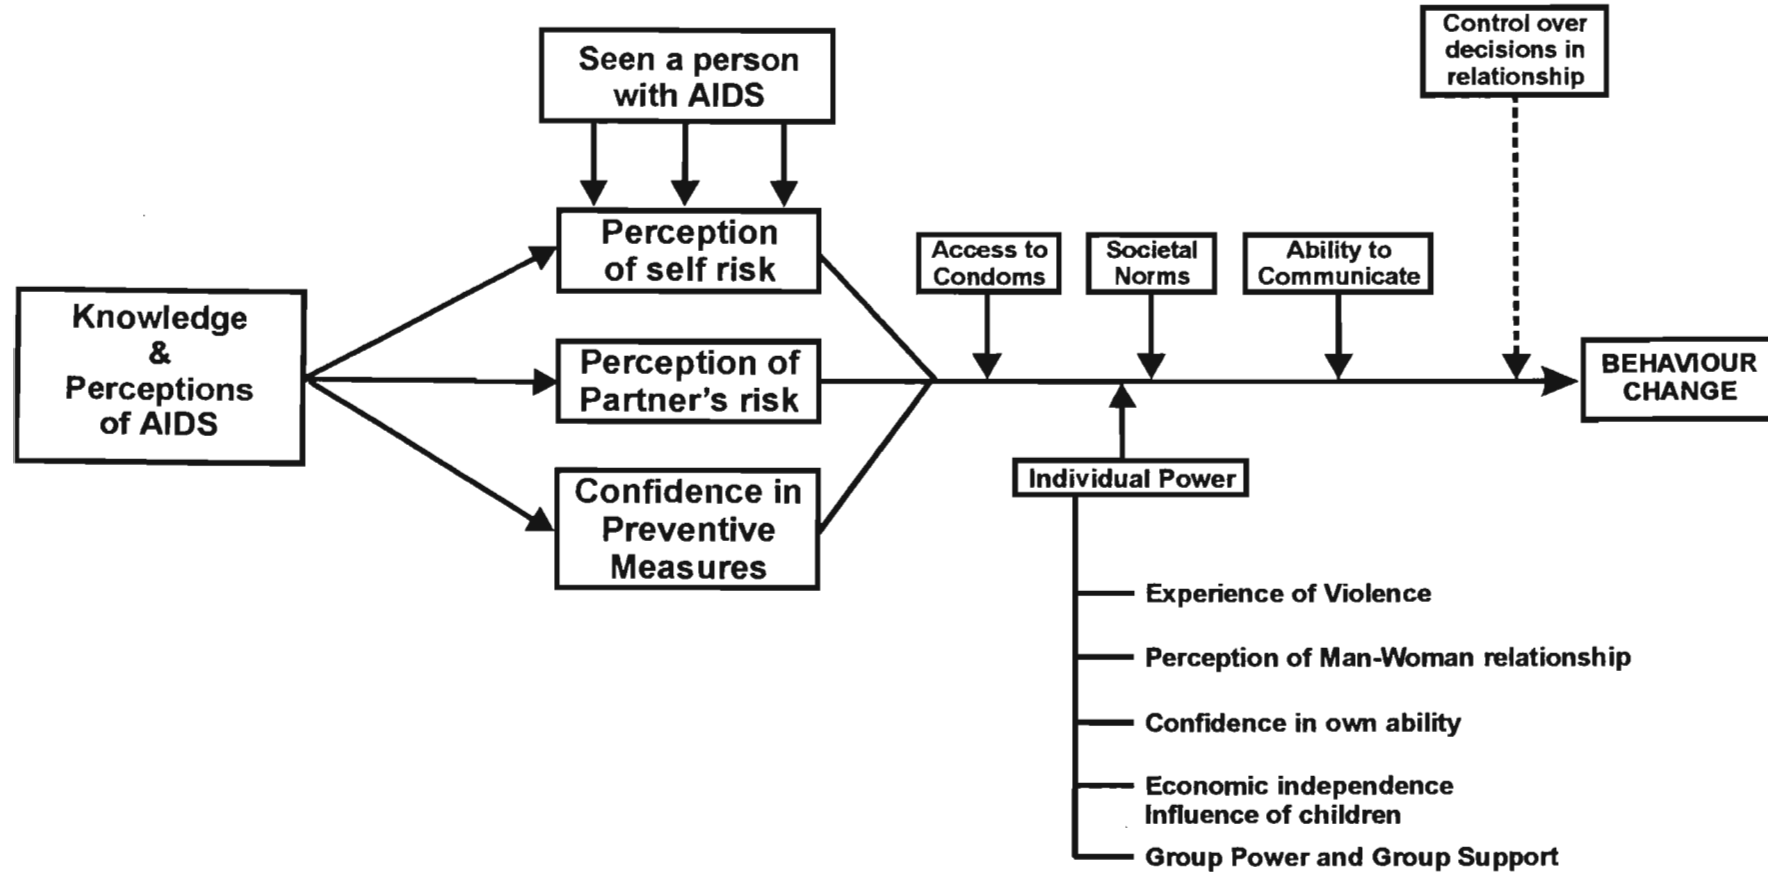 Seen a person
with AIDS
Control over
decisions in
relationship
Perception
of self risk
Access to
Condoms
Societal
Norms
Ability to
Communicate
Knowledge
&
Perceptions
of AIDS
Perception of
Partner's risk
BEHAVIOUR
CHANGE
Confidence in
Preventive
Measures
Individual Power
Experience of Violence
Perception of Man-Woman relationship
Confidence in own ability
Economic independence
Influence of children
Group Power and Group Support